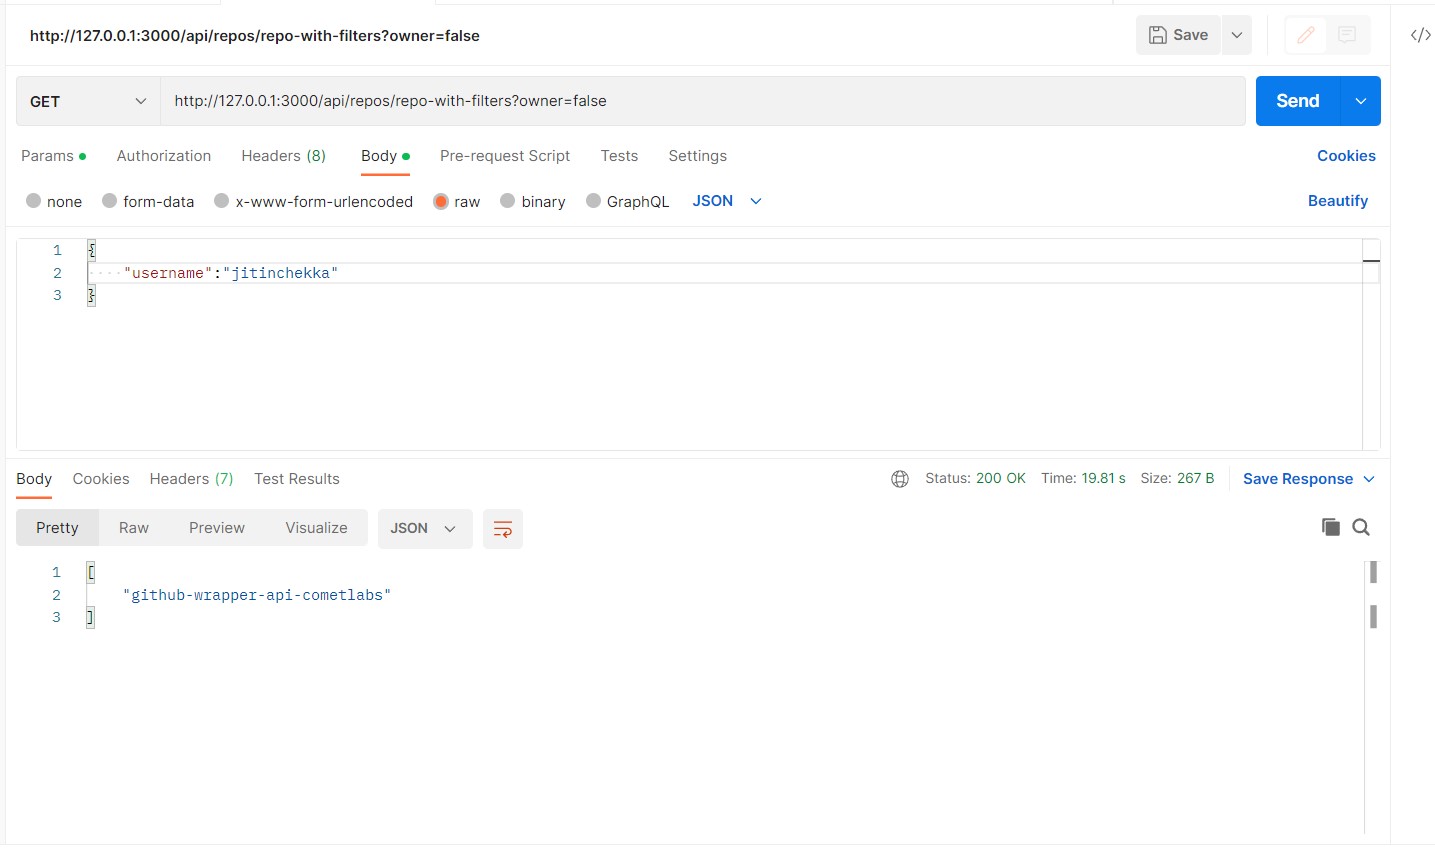 http://127.0.0.1:3000/api/repos/repo-with-filters?owner=false
Save
</>
GET
http://127.0.0.1:3000/api/repos/repo-with-filters?owner=false
Send
Params
Authorization
Headers (8)
Body
Pre-request Script
Tests
Settings
Cookies
none
form-data
x-www-form-urlencoded
raw
binary
GraphQL
JSON
Beautify
1 {
2 "username":"jitinchekka"
3 }
Body
Cookies
Headers (7)
Test Results
Status: 200 OK
Time: 19.81 s
Size: 267 B
Save Response
Pretty
Raw
Preview
Visualize
JSON
1 [
2 "github-wrapper-api-cometlabs"
3 ]